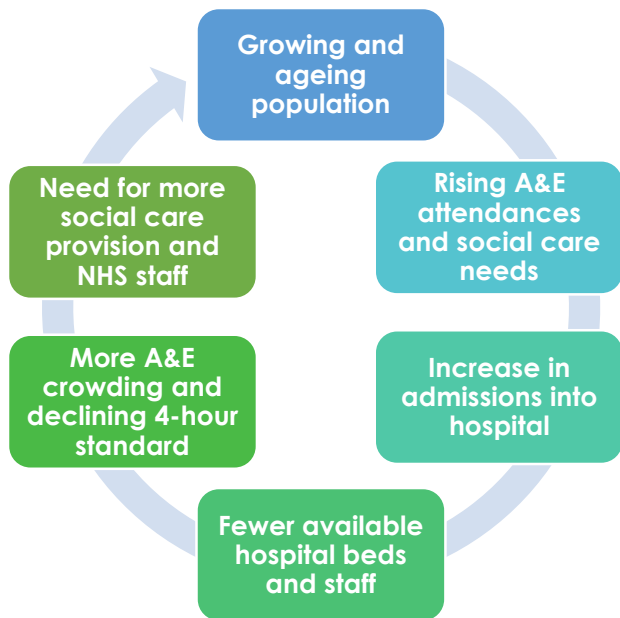 Growing and
ageing
population
Rising A&E
attendances
and social care
needs
Increase in
admissions into
hospital
Fewer available
hospital beds
and staff
More A&E
crowding and
declining 4-hour
standard
Need for more
social care
provision and
NHS staff